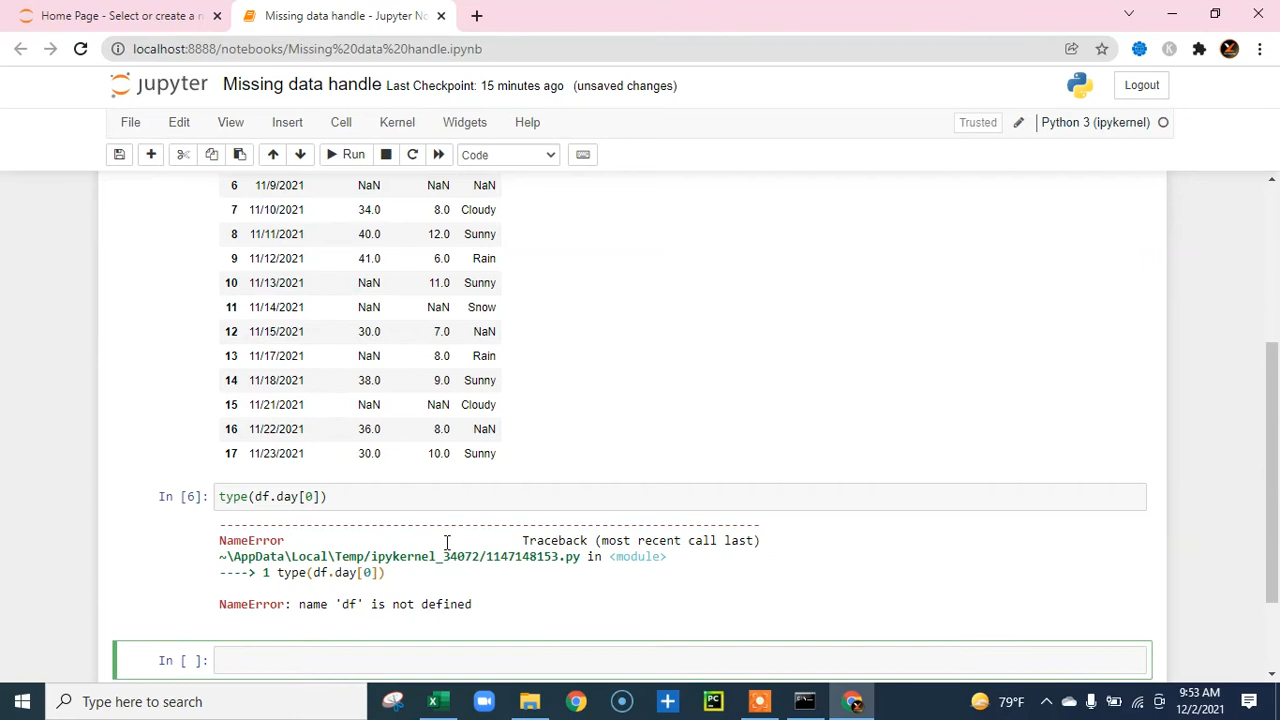 Home Page - Select or create a n
Missing data handle - Jupyter No
localhost:8888/notebooks/Missing%20data%20handle.ipynb
K
jupyter Missing data handle Last Checkpoint: 15 minutes ago (unsaved changes)
Logout
File Edit View Insert Cell Kernel Widgets Help
Trusted Python 3 (ipykernel)
Run Code
6 11/9/2021 NaN NaN NaN
7 11/10/2021 34.0 8.0 Cloudy
8 11/11/2021 40.0 12.0 Sunny
9 11/12/2021 41.0 6.0 Rain
10 11/13/2021 NaN 11.0 Sunny
11 11/14/2021 NaN NaN Snow
12 11/15/2021 30.0 7.0 NaN
13 11/17/2021 NaN 8.0 Rain
14 11/18/2021 38.0 9.0 Sunny
15 11/21/2021 NaN NaN Cloudy
16 11/22/2021 36.0 8.0 NaN
17 11/23/2021 30.0 10.0 Sunny
In [6]: type(df.day[0])
---------------------------------------------------------------------------
NameError Traceback (most recent call last)
~\AppData\Local\Temp/ipykernel_34072/1147148153.py in <module>
----> 1 type(df.day[0])
NameError: name 'df' is not defined
In [ ]:
Type here to search
PC
79°F
9:53 AM
12/2/2021